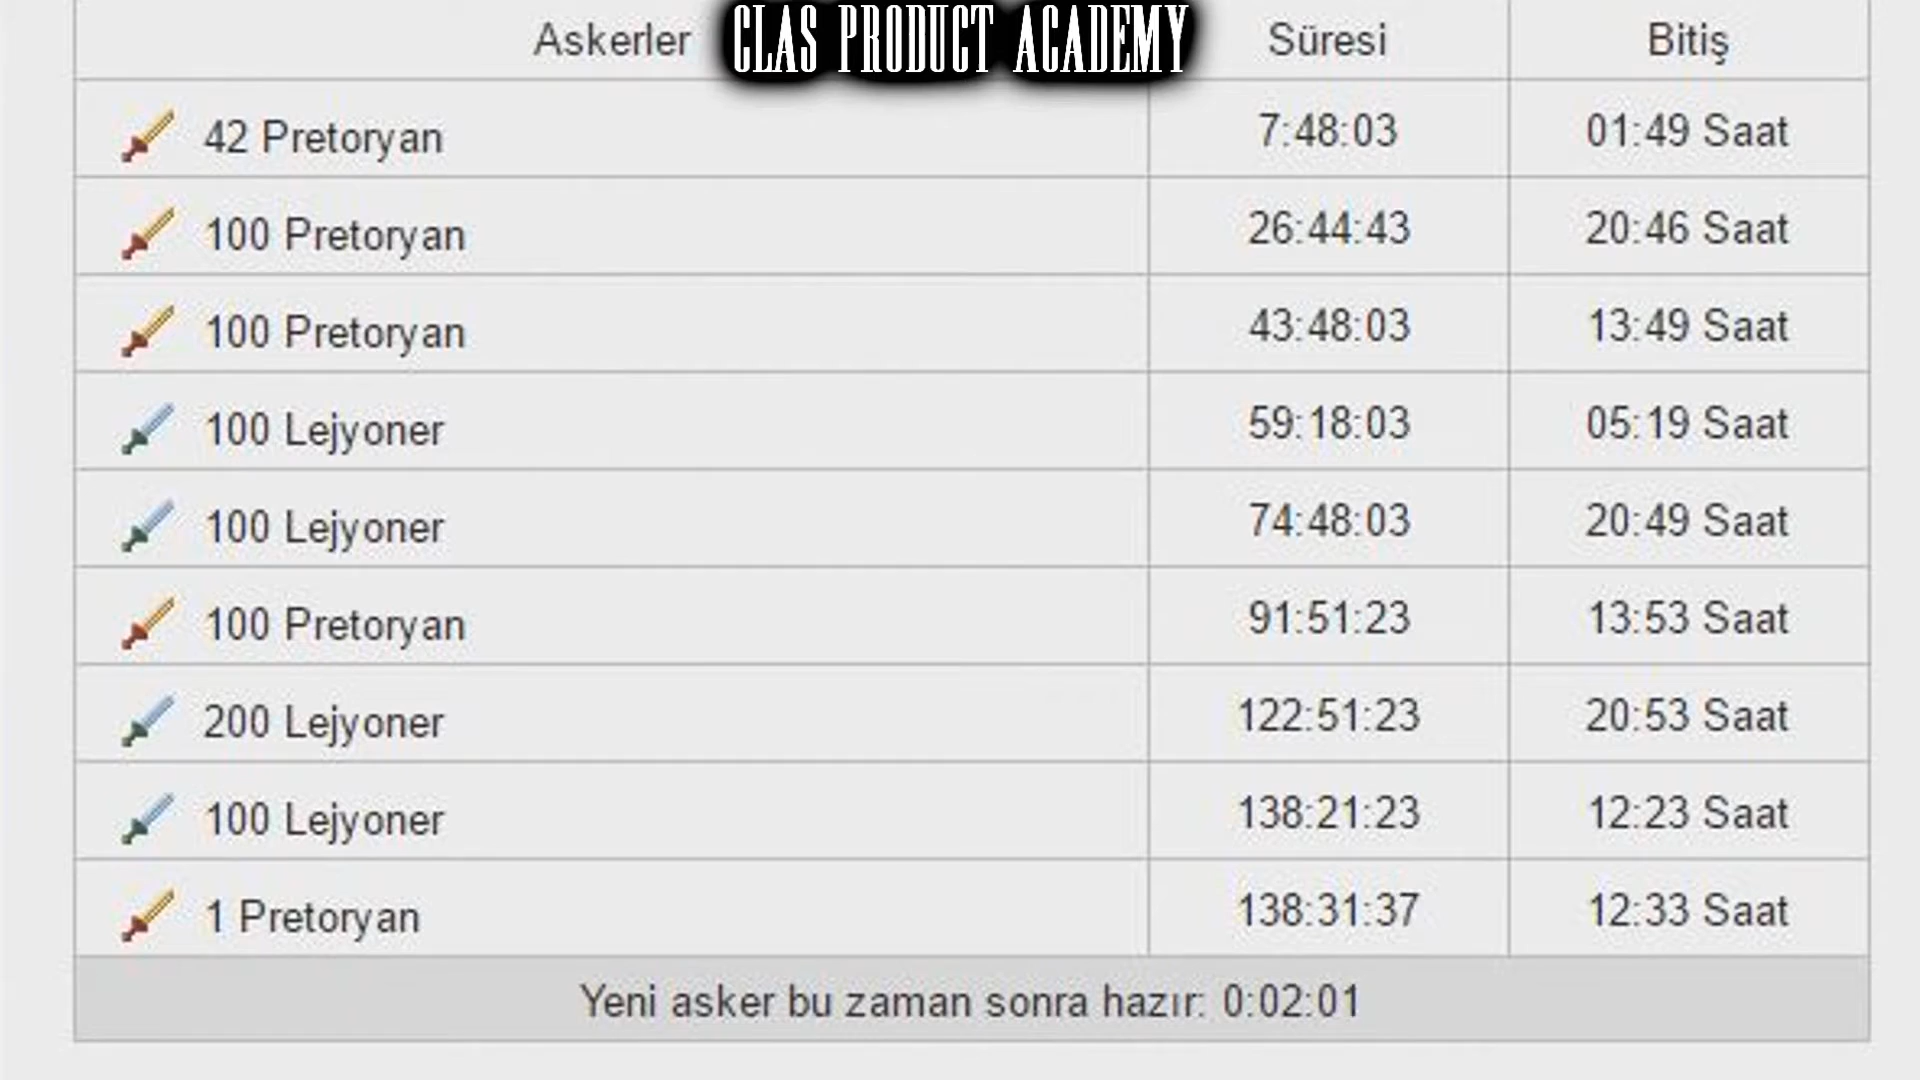 Askerler CLAS PRODUCT ACADEMY Süresi Bitiş
42 Pretoryan 7:48:03 01:49 Saat
100 Pretoryan 26:44:43 20:46 Saat
100 Pretoryan 43:48:03 13:49 Saat
100 Lejyoner 59:18:03 05:19 Saat
100 Lejyoner 74:48:03 20:49 Saat
100 Pretoryan 91:51:23 13:53 Saat
200 Lejyoner 122:51:23 20:53 Saat
100 Lejyoner 138:21:23 12:23 Saat
1 Pretoryan 138:31:37 12:33 Saat
Yeni asker bu zaman sonra hazır: 0:02:01